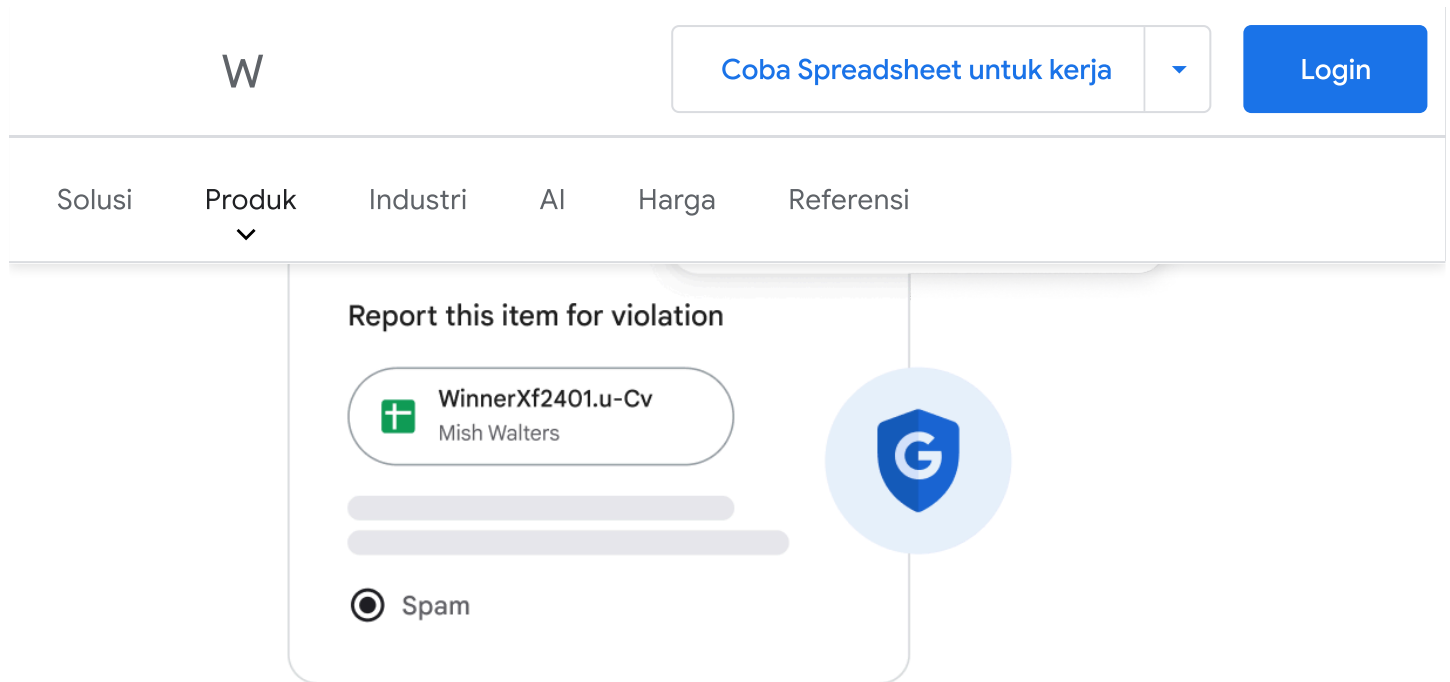 W
Coba Spreadsheet untuk kerja
Login
Solusi
Produk
Industri
AI
Harga
Referensi
Report this item for violation
WinnerXf2401.u-Cv
Mish Walters
G
Spam